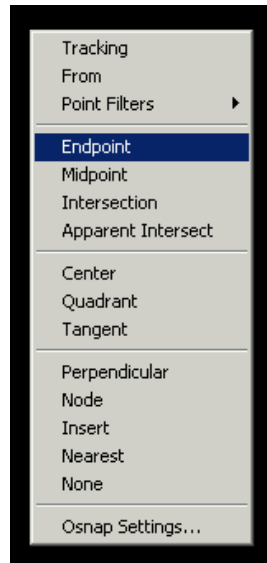 Tracking
From
Point Filters
Endpoint
Midpoint
Intersection
Apparent Intersect
Center
Quadrant
Tangent
Perpendicular
Node
Insert
Nearest
None
Osnap Settings...